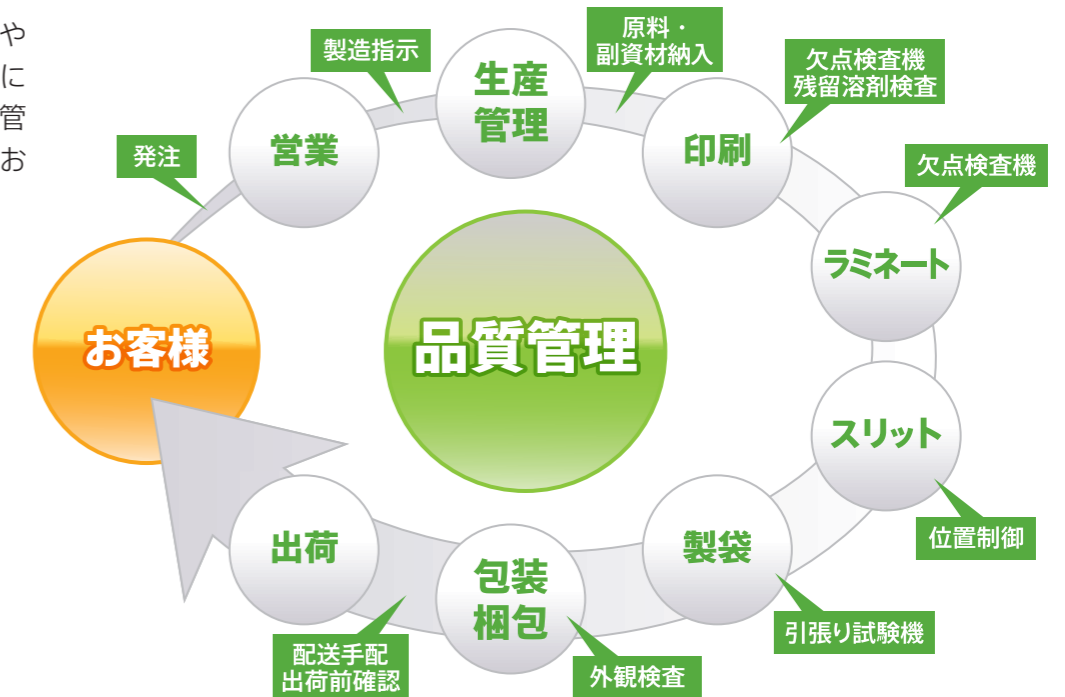 や
に
管
お
発注
営業
製造指示
生産
管理
原料・
副資材納入
印刷
欠点検査機
残留溶剤検査
欠点検査機
ラミネート
スリット
位置制御
製袋
引張り試験機
包装
梱包
外観検査
出荷
配送手配
出荷前確認
お客様
品質管理